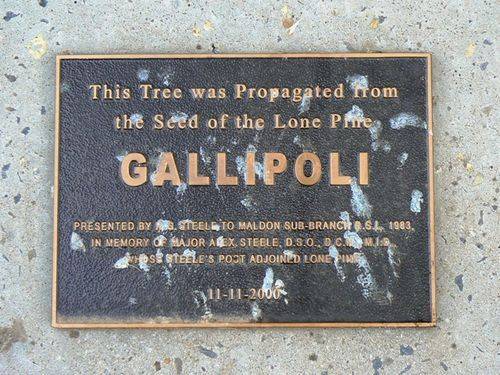 This Tree was Propagated from
the Seed of the Lone Pine
GALLIPOLI
PRESENTED BY STEELE TO MALDON SUB-BRANCH R.S.L. 1983,
IN MEMORY OF MAJOR ALEX. STEELE, D.S.O., D.C.M., M.I.D.,
WHOSE STEELE'S POST ADJOINED LONE PINE
11-11-2000